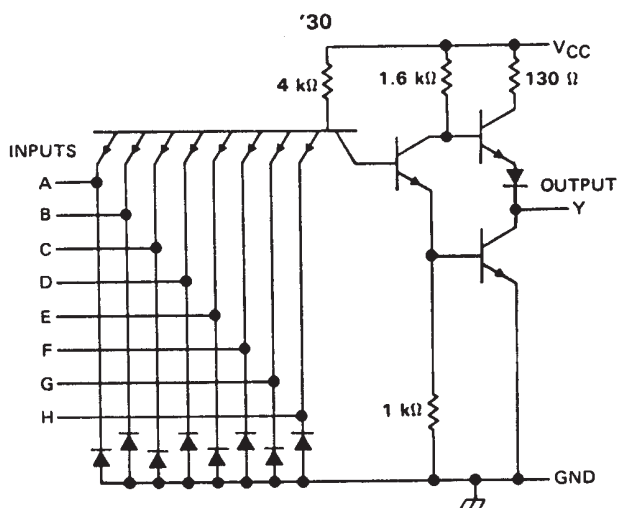 '30
VCC
4 kΩ 1.6 kΩ 130 Ω
INPUTS
A
OUTPUT
B
Y
C
D
E
F
G
H
1 kΩ
GND